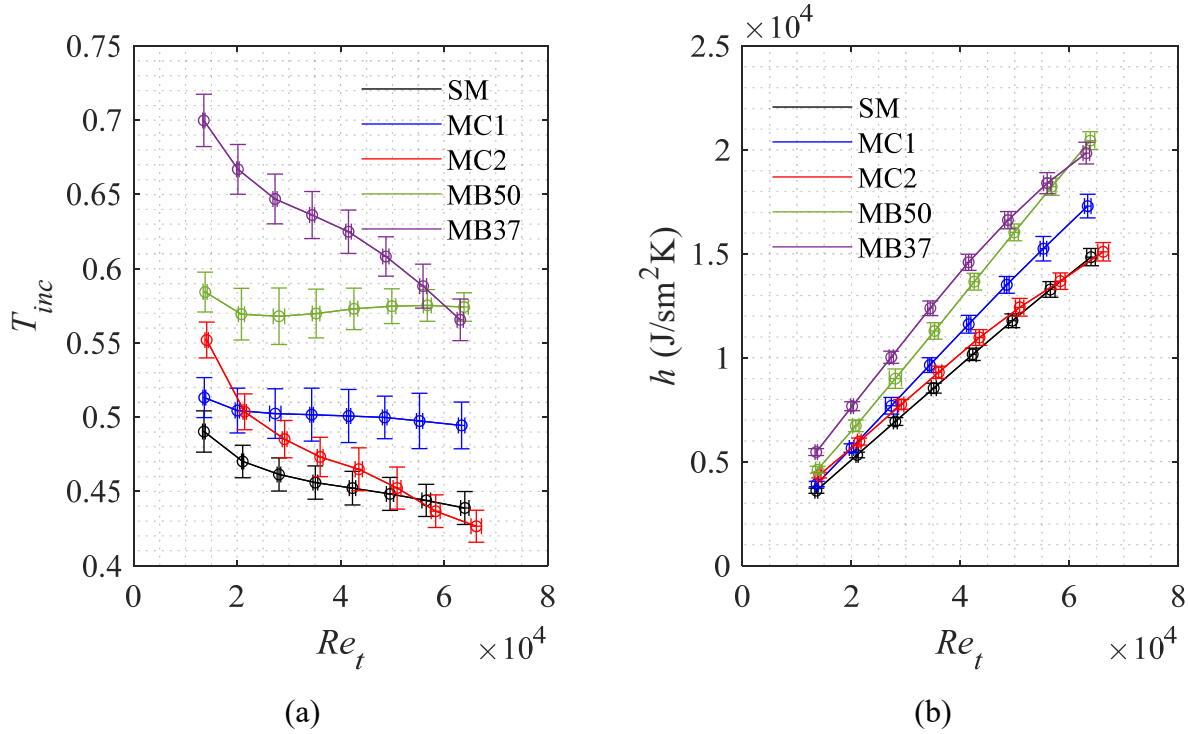 0.75
0.7
0.65
0.6
0.55
0.5
0.45
0.4
T_inc
SM
MC1
MC2
MB50
MB37
0 2 4 6 8
Re_t ×10^4
(a)
×10^4
2.5
2
1.5
1
0.5
0
h (J/sm^2K)
SM
MC1
MC2
MB50
MB37
0 2 4 6 8
Re_t ×10^4
(b)